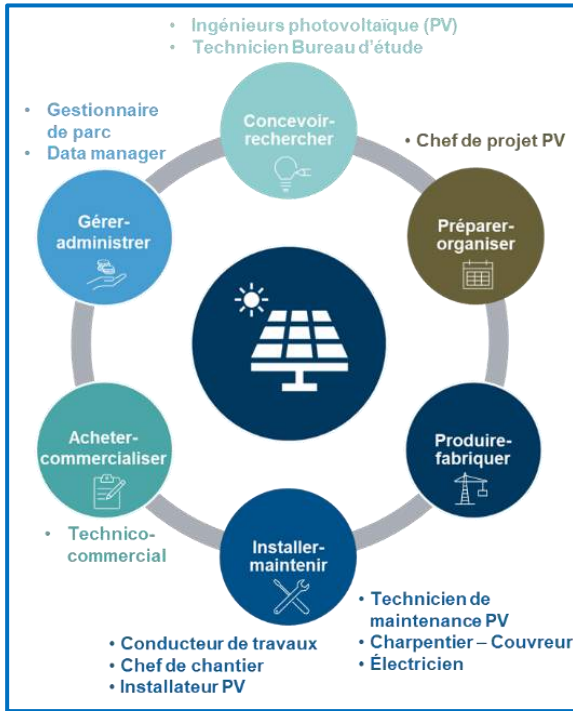 • Ingénieurs photovoltaïque (PV)
• Technicien Bureau d'étude
Concevoir-
rechercher
• Gestionnaire
de parc
• Data manager
• Chef de projet PV
Gérer-
administrer
Préparer-
organiser
Acheter-
commercialiser
Produire-
fabriquer
• Technico-
commercial
Installer-
maintenir
• Technicien de
maintenance PV
• Charpentier – Couvreur
• Électricien
• Conducteur de travaux
• Chef de chantier
• Installateur PV